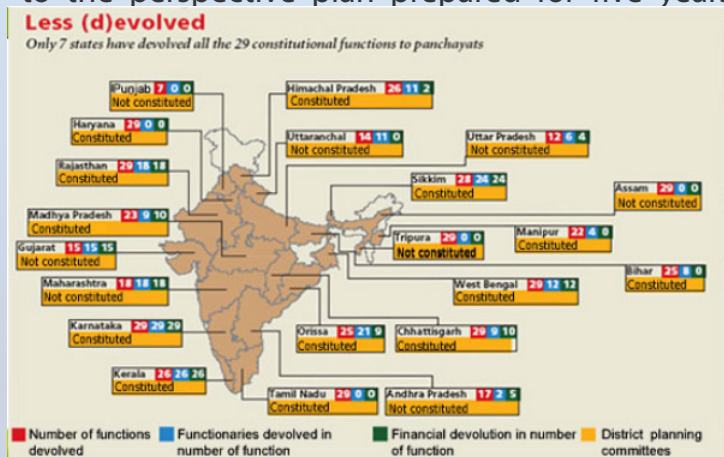 to the perspective plan prepared for five years
Less (d)evolved
Only 7 states have devolved all the 29 constitutional functions to panchayats
Punjab 7 0 0
Not constituted
Himachal Pradesh 26 11 2
Constituted
Haryana 29 0 0
Constituted
Uttaranchal 14 11 0
Not constituted
Uttar Pradesh 12 6 4
Not constituted
Rajasthan 29 18 18
Constituted
Sikkim 28 24 24
Constituted
Assam 29 0 0
Not constituted
Madhya Pradesh 23 9 10
Constituted
Tripura 29 0 0
Not constituted
Manipur 22 4 0
Constituted
Gujarat 15 15 15
Not constituted
Bihar 25 8 0
Constituted
Maharashtra 18 18 18
Not constituted
West Bengal 29 12 12
Constituted
Karnataka 29 29 29
Constituted
Orissa 25 21 9
Constituted
Chhattisgarh 29 9 10
Constituted
Kerala 26 26 26
Constituted
Tamil Nadu 29 0 0
Constituted
Andhra Pradesh 17 2 5
Not constituted
Number of functions
devolved
Functionaries devolved in
number of function
Financial devolution in number
of function
District planning
committees